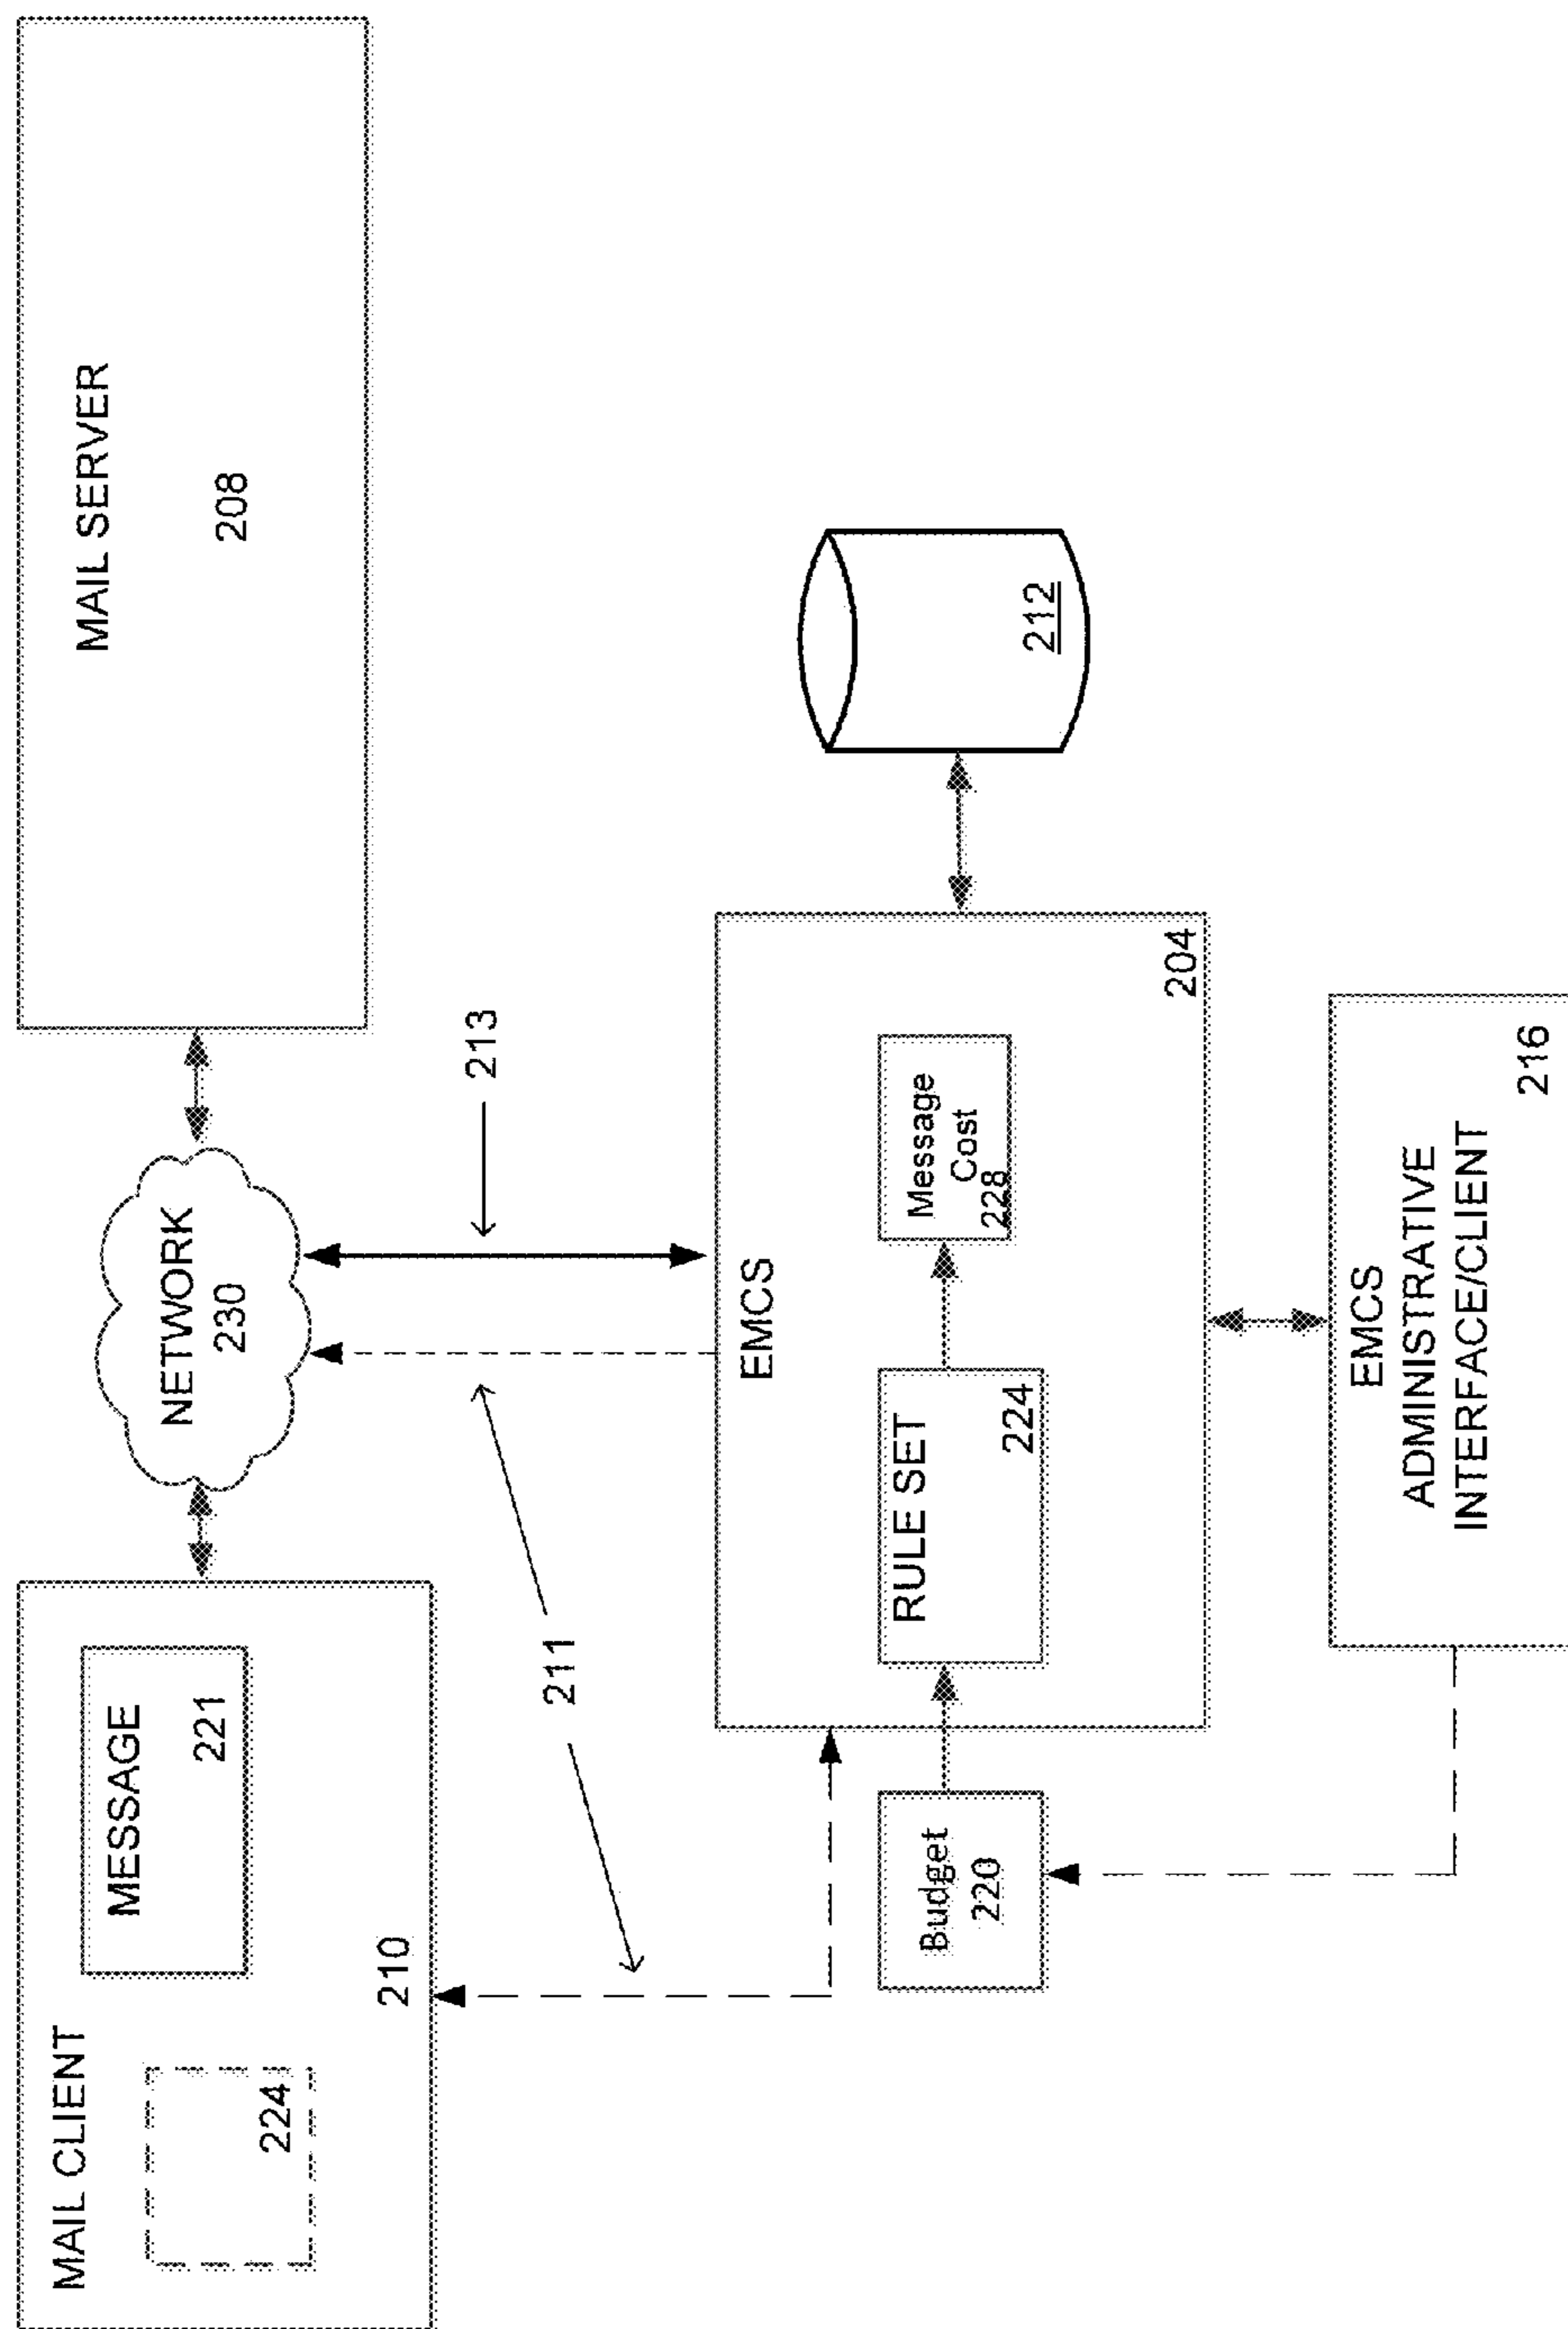 MAIL CLIENT
224
MESSAGE
221
210
NETWORK
230
MAIL SERVER
208
211
213
EMCS
Budget
220
RULE SET
224
Message
Cost
228
204
212
EMCS
ADMINISTRATIVE
INTERFACE/CLIENT
216